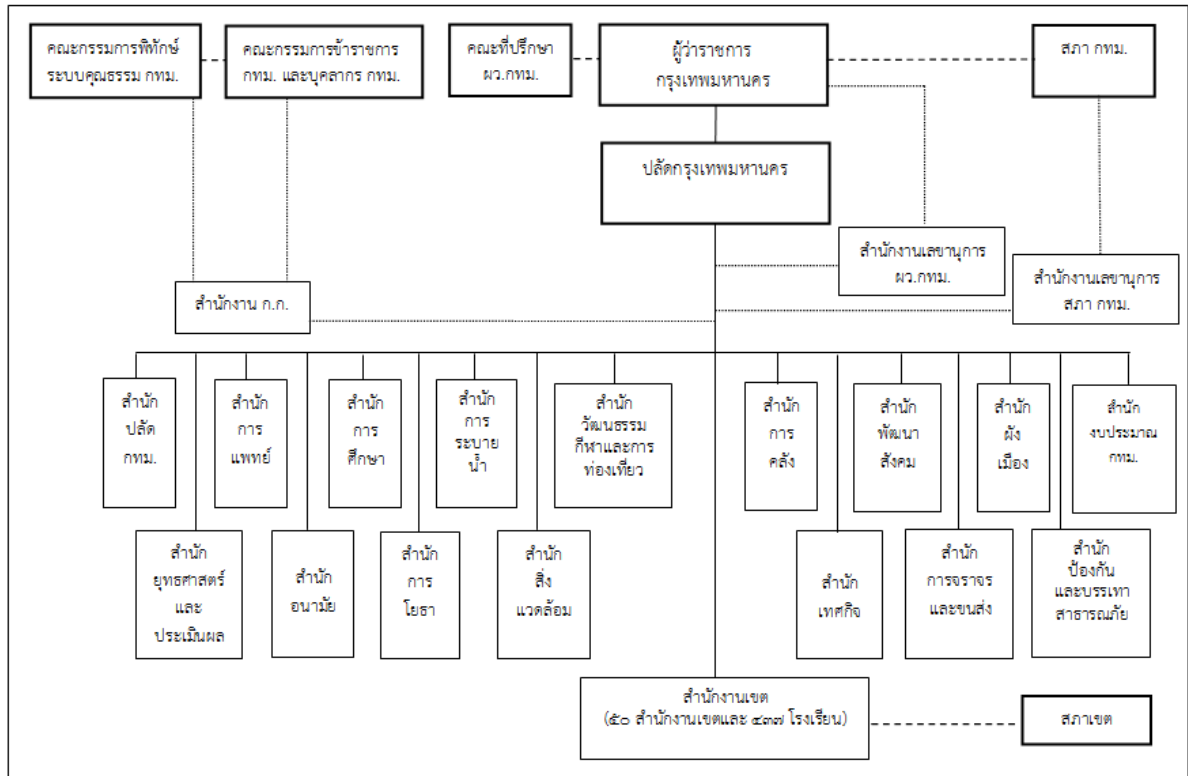 คณะกรรมการพิทักษ์
ระบบคุณธรรม กทม.
คณะกรรมการข้าราชการ
กทม. และบุคลากร กทม.
คณะที่ปรึกษา
ผว.กทม.
ผู้ว่าราชการ
กรุงเทพมหานคร
สภา กทม.
ปลัดกรุงเทพมหานคร
สำนักงานเลขานุการ
ผว.กทม.
สำนักงานเลขานุการ
สภา กทม.
สำนักงาน ก.ก.
สำนัก
ปลัด
กทม.
สำนัก
การ
แพทย์
สำนัก
การ
ศึกษา
สำนัก
การ
ระบาย
น้ำ
สำนัก
วัฒนธรรม
กีฬาและการ
ท่องเที่ยว
สำนัก
การ
คลัง
สำนัก
พัฒนา
สังคม
สำนัก
ผัง
เมือง
สำนัก
งบประมาณ
กทม.
สำนัก
ยุทธศาสตร์
และ
ประเมินผล
สำนัก
อนามัย
สำนัก
การ
โยธา
สำนัก
สิ่ง
แวดล้อม
สำนัก
เทศกิจ
สำนัก
การจราจร
และขนส่ง
สำนัก
ป้องกัน
และบรรเทา
สาธารณภัย
สำนักงานเขต
(๕๐ สำนักงานเขตและ ๔๓๗ โรงเรียน)
สภาเขต